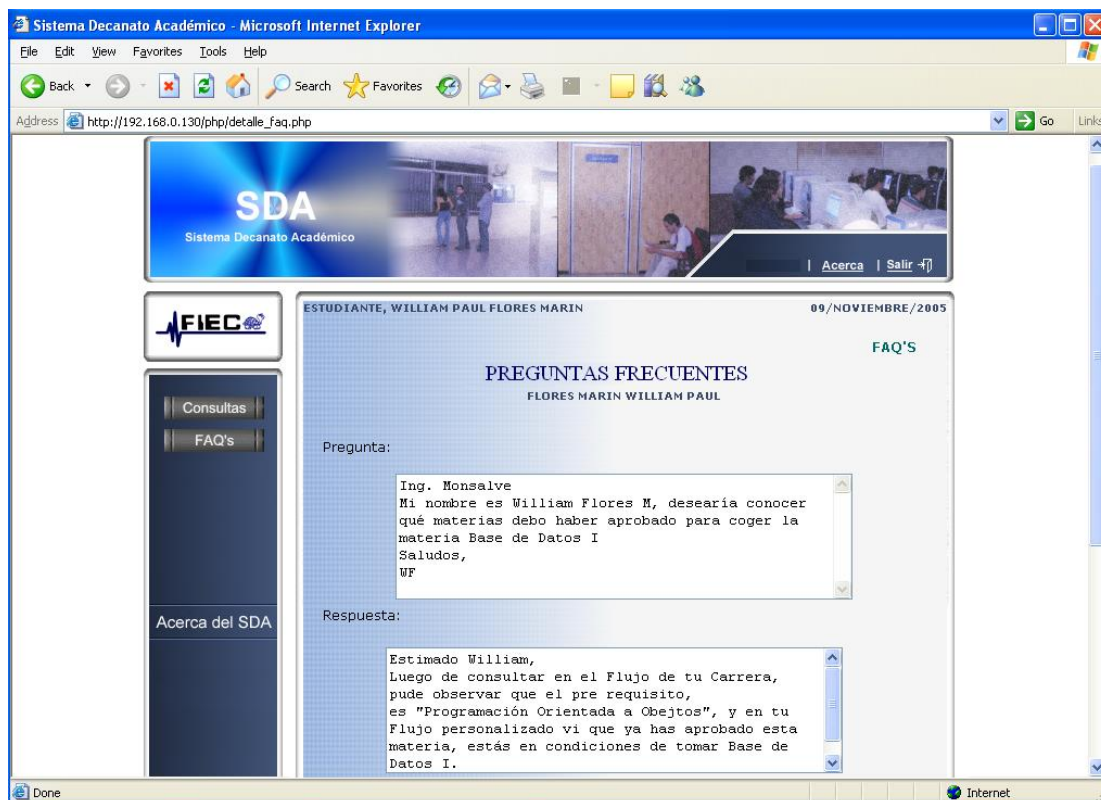 Sistema Decanato Académico - Microsoft Internet Explorer
File Edit View Favorites Tools Help
Back Search Favorites
Address http://192.168.0.130/php/detalle_faq.php Go Links
SDA
Sistema Decanato Académico
| Acerca | Salir
FIEC
ESTUDIANTE, WILLIAM PAUL FLORES MARIN 09/NOVIEMBRE/2005
FAQ'S
PREGUNTAS FRECUENTES
FLORES MARIN WILLIAM PAUL
Consultas
FAQ's
Pregunta:
Ing. Monsalve
Mi nombre es William Flores M, desearía conocer
qué materias debo haber aprobado para coger la
materia Base de Datos I
Saludos,
WF
Acerca del SDA
Respuesta:
Estimado William,
Luego de consultar en el Flujo de tu Carrera,
pude observar que el pre requisito,
es "Programación Orientada a Obejtos", y en tu
Flujo personalizado vi que ya has aprobado esta
materia, estás en condiciones de tomar Base de
Datos I.
Done Internet